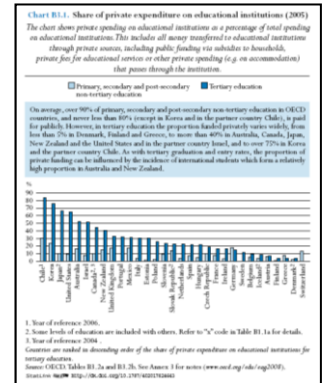 Chart B3.1. Share of private expenditure on educational institutions (2005)
The chart shows private spending on educational institutions as a percentage of total spending
on educational institutions. This includes all money transferred to educational institutions
through private sources, including public funding via subsidies to households,
private fees for educational services or other private spending (e.g. on accommodation)
that passes through the institution.
Primary, secondary and post-secondary
non-tertiary education
Tertiary education
On average, over 90% of primary, secondary and post-secondary non-tertiary education in OECD
countries, and never less than 80% (except in Korea and in the partner country Chile), is paid
for publicly. However, in tertiary education the proportion funded privately varies widely, from
less than 5% in Denmark, Finland and Greece, to more than 40% in Australia, Canada, Japan,
New Zealand and the United States and in the partner country Israel, and to over 75% in Korea
and the partner country Chile. As with tertiary graduation and entry rates, the proportion of
private funding can be influenced by the incidence of international students which form a relatively
high proportion in Australia and New Zealand.
%
90
80
70
60
50
40
30
20
10
0
Chile¹
Korea
Japan²
United States
Australia
Israel
Canada
New Zealand
United Kingdom
Portugal
Mexico
Italy
Estonia
Poland
Slovenia
Slovak Republic
Netherlands
Spain
Hungary
Czech Republic
France
Ireland
Germany
Sweden
Belgium
Iceland
Austria
Finland
Greece
Denmark²
Switzerland
1. Year of reference 2006.
2. Some levels of education are included with others. Refer to "x" code in Table B1.1a for details.
3. Year of reference 2004.
Countries are ranked in descending order of the share of private expenditure on educational institutions for
tertiary education.
Source: OECD. Tables B3.2a and B3.2b. See Annex 3 for notes (www.oecd.org/edu/eag2008).